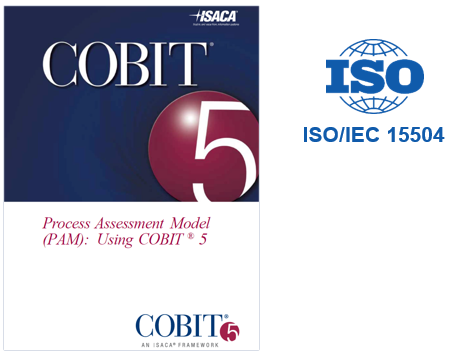 ISACA®
COBIT®
5
Process Assessment Model
(PAM): Using COBIT ® 5
COBIT® 5
AN ISACA® FRAMEWORK
ISO
ISO/IEC 15504